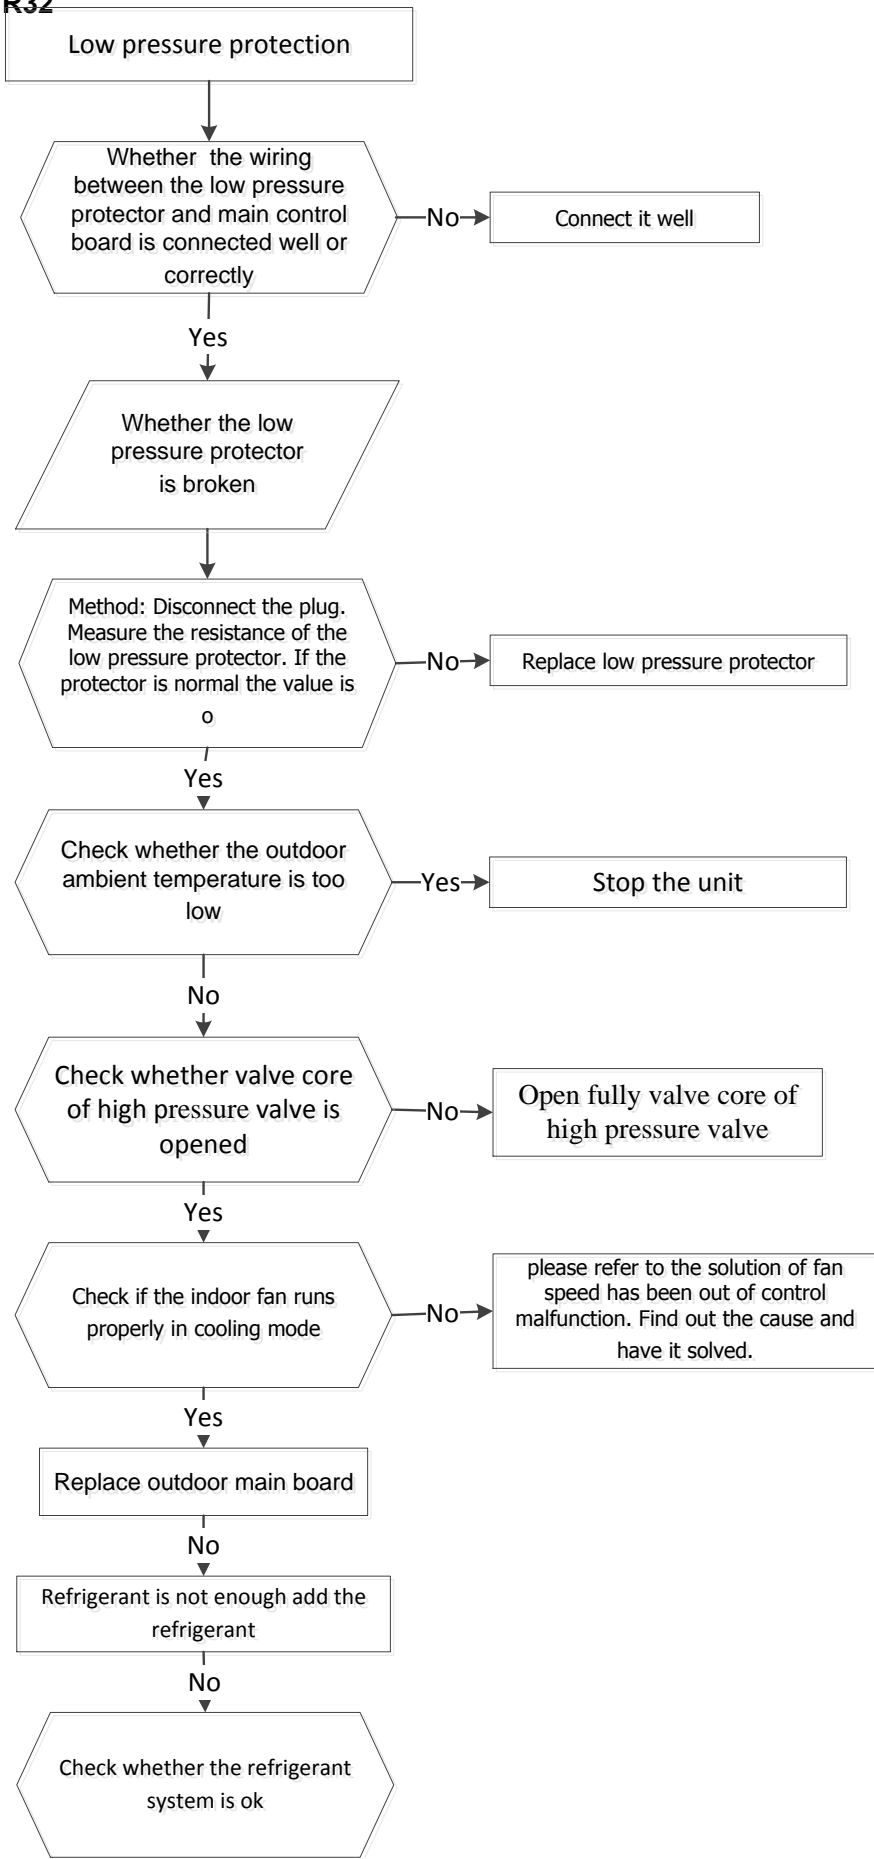 R32
Low pressure protection
Whether the wiring
between the low pressure
protector and main control
board is connected well or
correctly
No
Connect it well
Yes
Whether the low
pressure protector
is broken
Method: Disconnect the plug.
Measure the resistance of the
low pressure protector. If the
protector is normal the value is
o
No
Replace low pressure protector
Yes
Check whether the outdoor
ambient temperature is too
low
Yes
Stop the unit
No
Check whether valve core
of high pressure valve is
opened
No
Open fully valve core of
high pressure valve
Yes
Check if the indoor fan runs
properly in cooling mode
No
please refer to the solution of fan
speed has been out of control
malfunction. Find out the cause and
have it solved.
Yes
Replace outdoor main board
No
Refrigerant is not enough add the
refrigerant
No
Check whether the refrigerant
system is ok